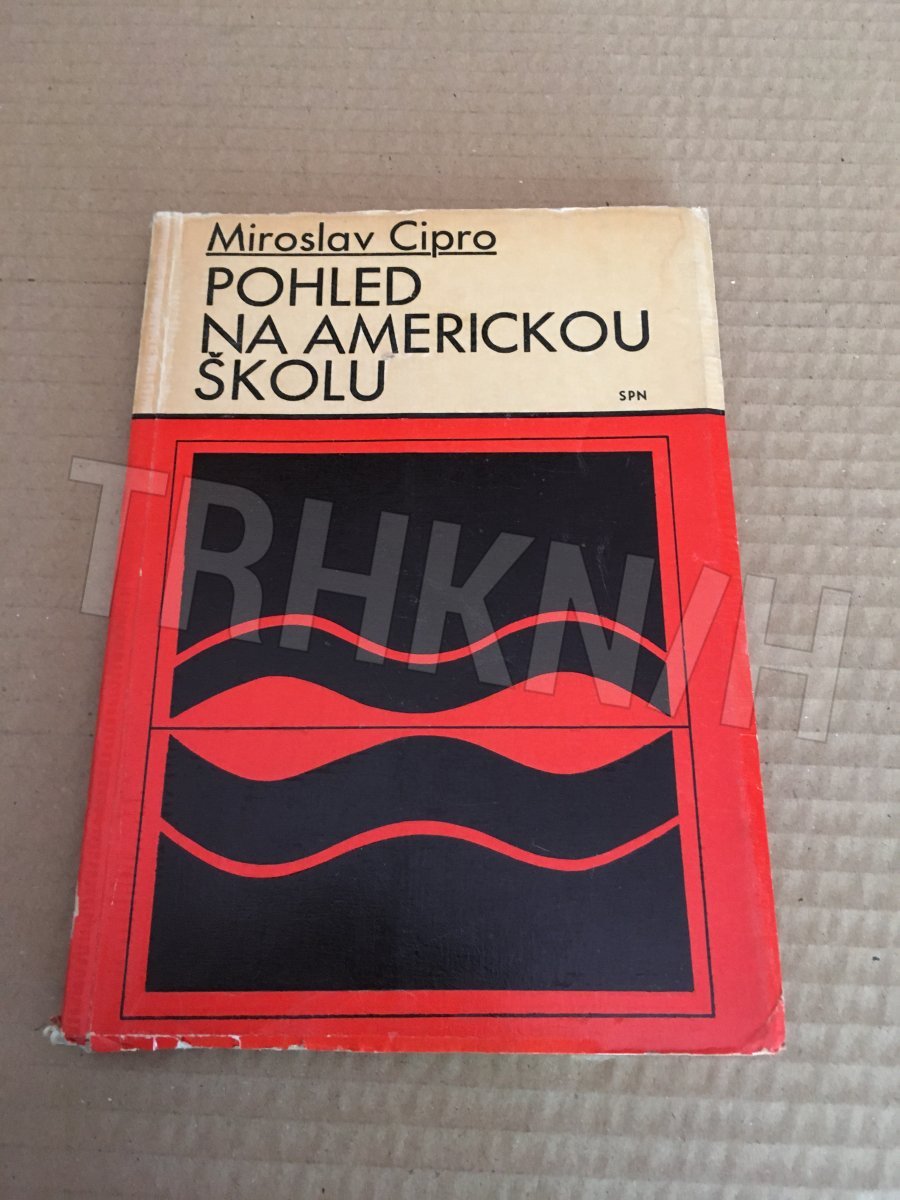 Miroslav Cipro
POHLED
NA AMERICKOU
ŠKOLU
SPN
TRHKNIH